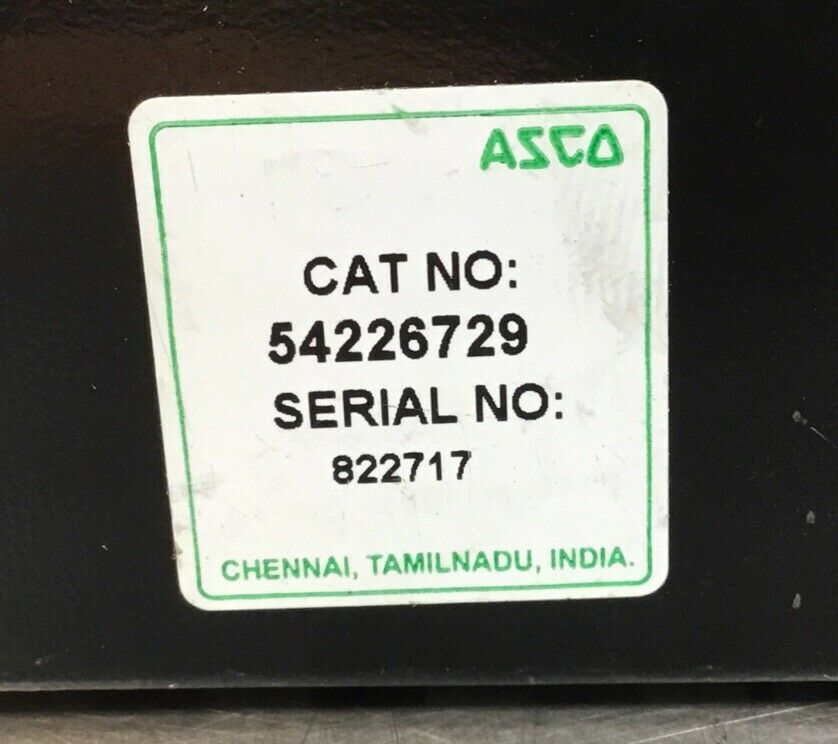 ASCO
CAT NO:
54226729
SERIAL NO:
822717
CHENNAI, TAMILNADU, INDIA.